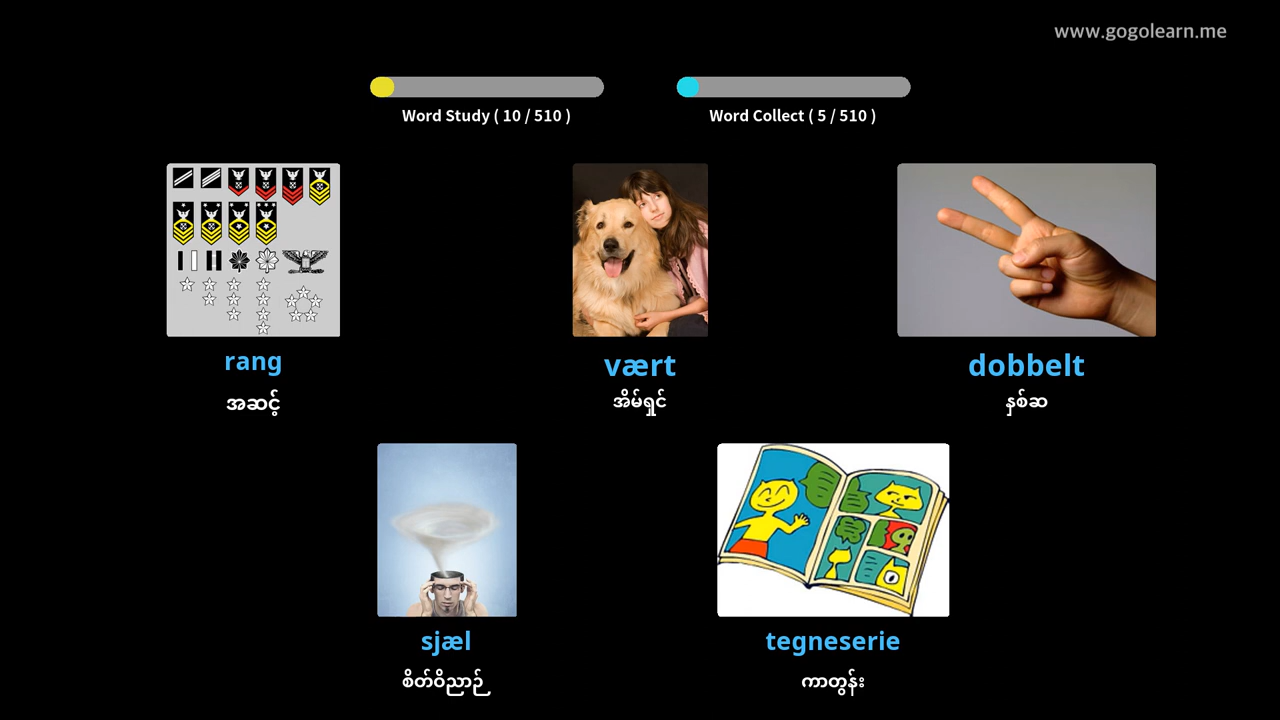 www.gogolearn.me
Word Study ( 10 / 510 )
Word Collect ( 5 / 510 )
rang
အဆင့်
vært
အိမ်ရှင်
dobbelt
နှစ်ဆ
sjæl
စိတ်ဝိညာဉ်
tegneserie
ကာတွန်း